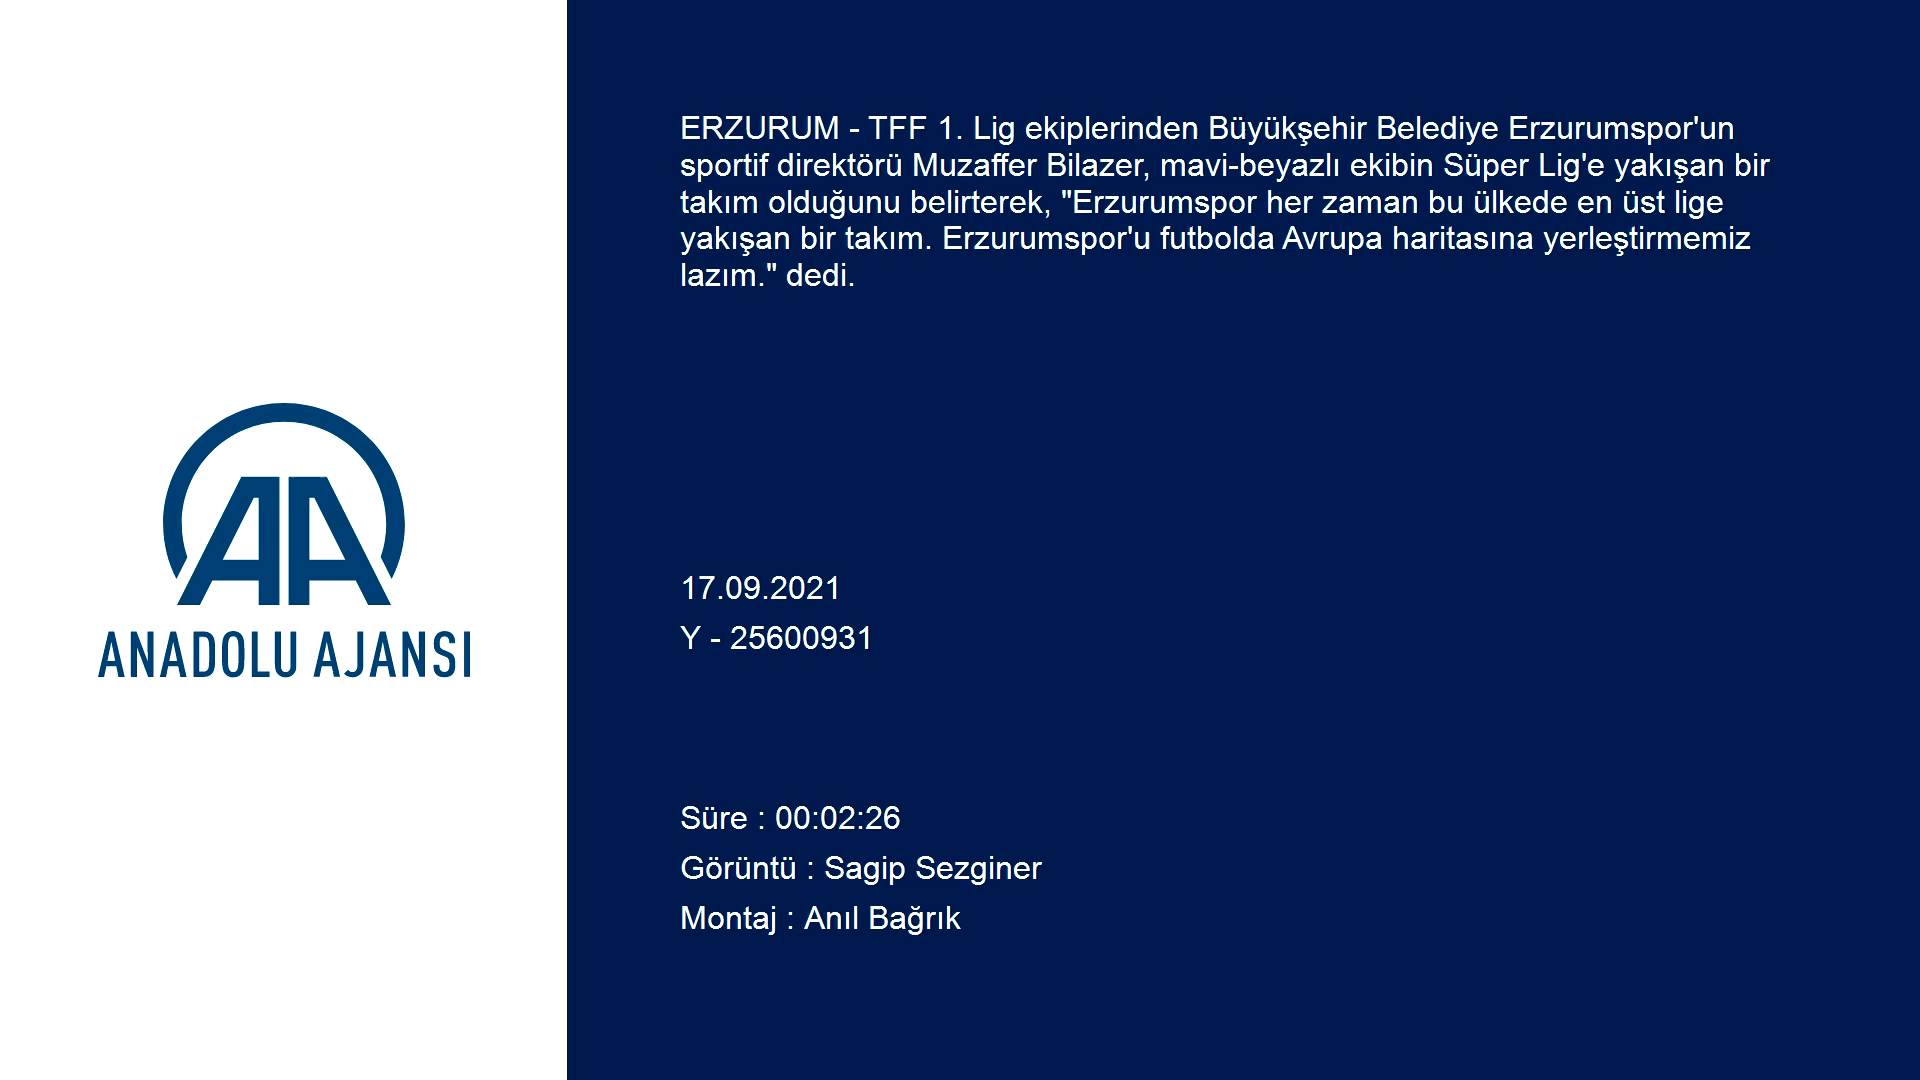 ERZURUM - TFF 1. Lig ekiplerinden Büyükşehir Belediye Erzurumspor'un
sportif direktörü Muzaffer Bilazer, mavi-beyazlı ekibin Süper Lig'e yakışan bir
takım olduğunu belirterek, "Erzurumspor her zaman bu ülkede en üst lige
yakışan bir takım. Erzurumspor'u futbolda Avrupa haritasına yerleştirmemiz
lazım." dedi.
AA
ANADOLU AJANSI
17.09.2021
Y - 25600931
Süre : 00:02:26
Görüntü : Sagip Sezginer
Montaj : Anıl Bağrık